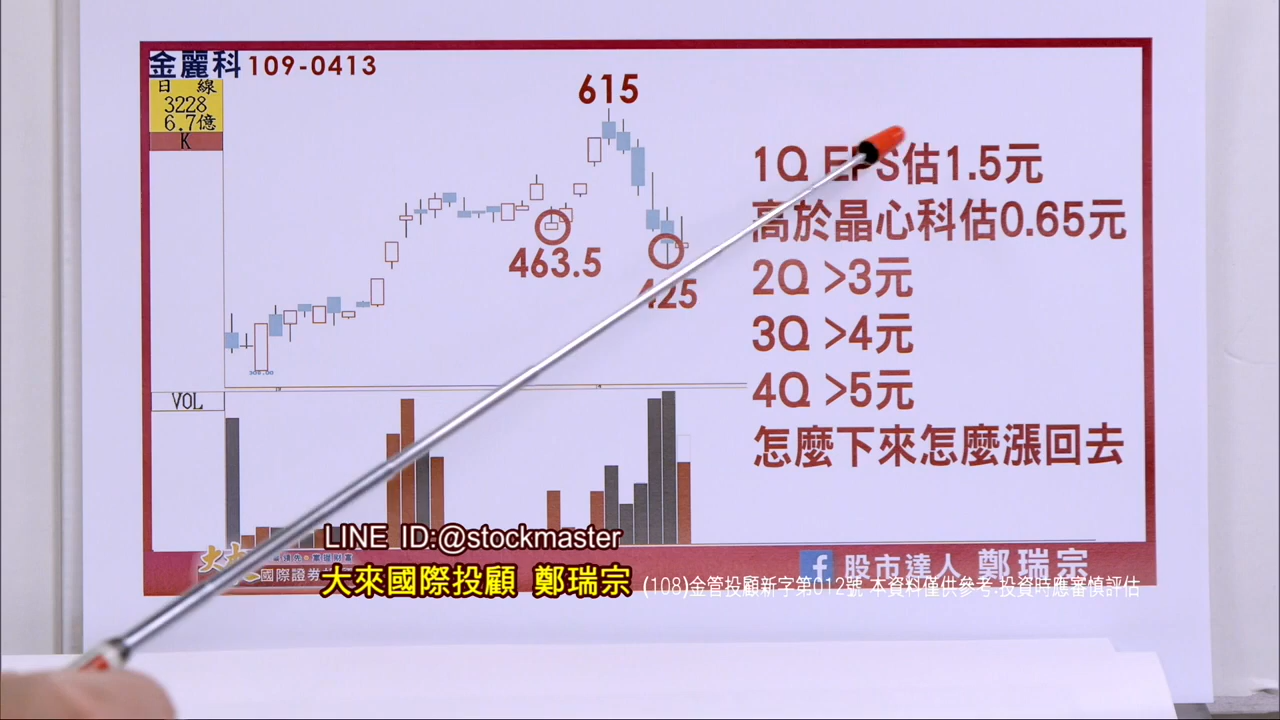 金麗科109-0413
日 線
3228
6.7億
K
615
463.5
425
1Q EPS估1.5元
高於晶心科估0.65元
2Q >3元
3Q >4元
4Q >5元
怎麼下來怎麼漲回去
VOL
LINE ID:@stockmaster
國際證券
股市達人 鄭瑞宗
大來國際投顧 鄭瑞宗 (108)金管投顧新字第012號 本資料僅供參考.投資時應審慎評估